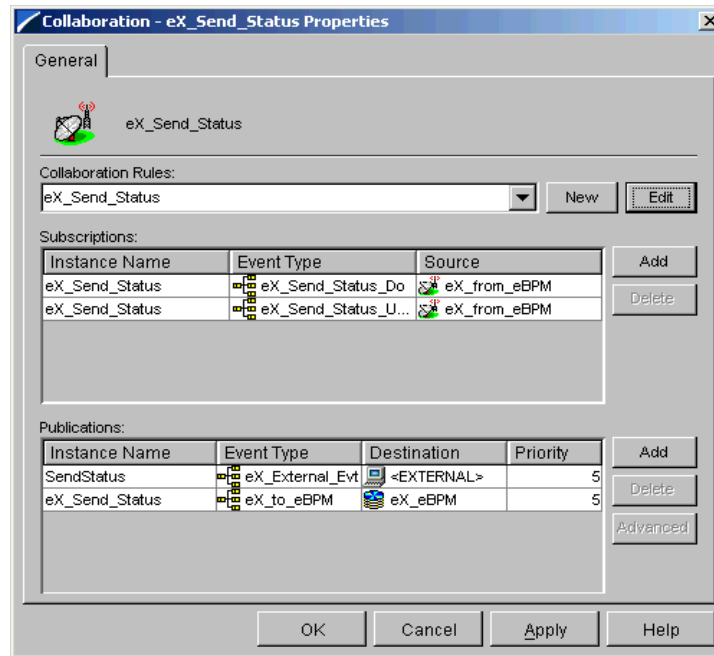 Collaboration - eX_Send_Status Properties
General
eX_Send_Status
Collaboration Rules:
eX_Send_Status New Edit
Subscriptions:
Instance Name Event Type Source Add
eX_Send_Status eX_Send_Status_Do eX_from_eBPM
Delete
eX_Send_Status eX_Send_Status_U... eX_from_eBPM
Publications:
Instance Name Event Type Destination Priority Add
SendStatus eX_External_Evt <EXTERNAL> 5
Delete
eX_Send_Status eX_to_eBPM eX_eBPM 5
Advanced
OK Cancel Apply Help